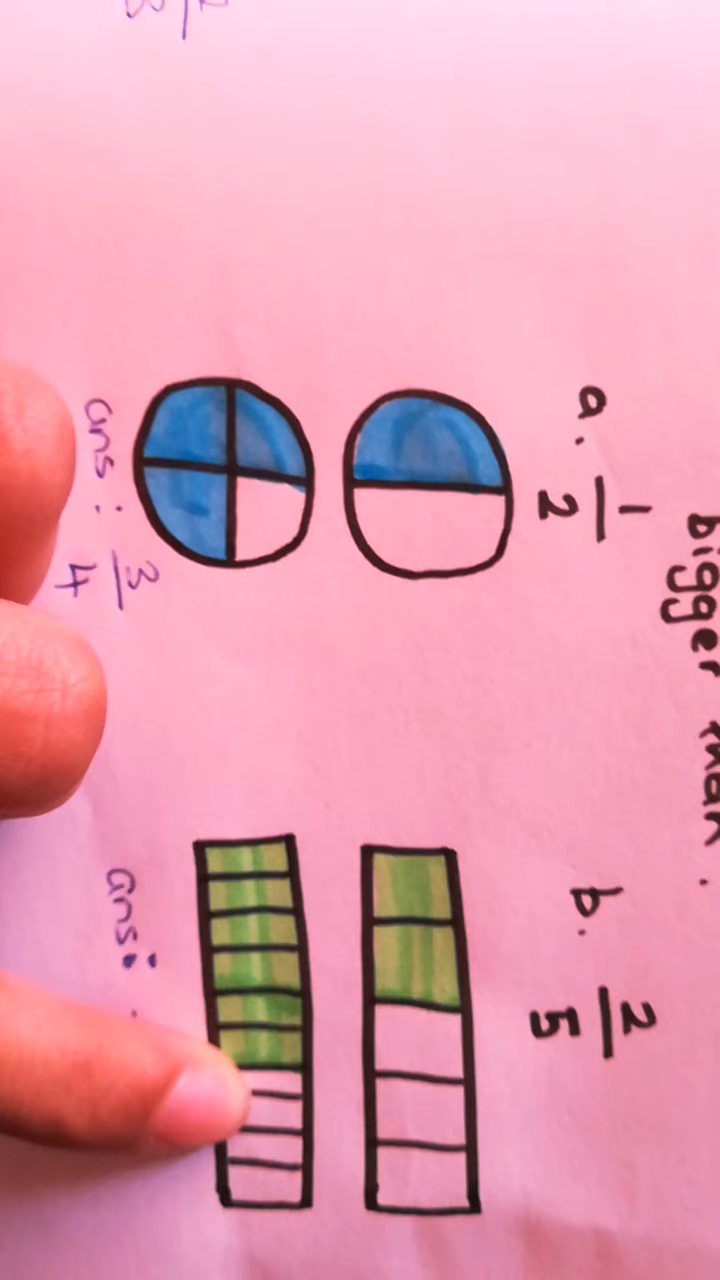 bigger than.
a. 1/2
b. 2/5
ans: 3/4
ans: